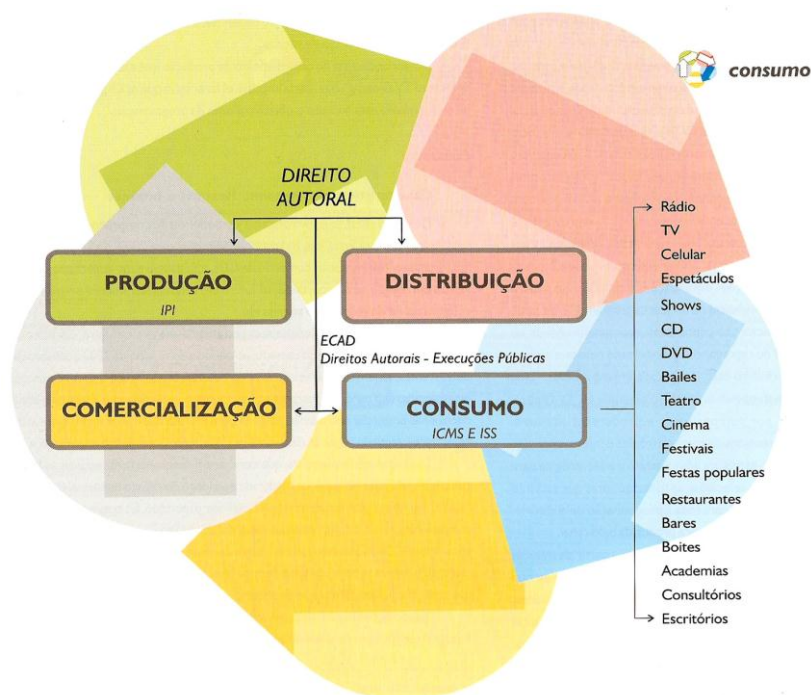 consumo
DIREITO
AUTORAL
PRODUÇÃO
IPI
DISTRIBUIÇÃO
ECAD
Direitos Autorais - Execuções Públicas
COMERCIALIZAÇÃO
CONSUMO
ICMS E ISS
Rádio
TV
Celular
Espetáculos
Shows
CD
DVD
Bailes
Teatro
Cinema
Festivais
Festas populares
Restaurantes
Bares
Boites
Academias
Consultórios
Escritórios